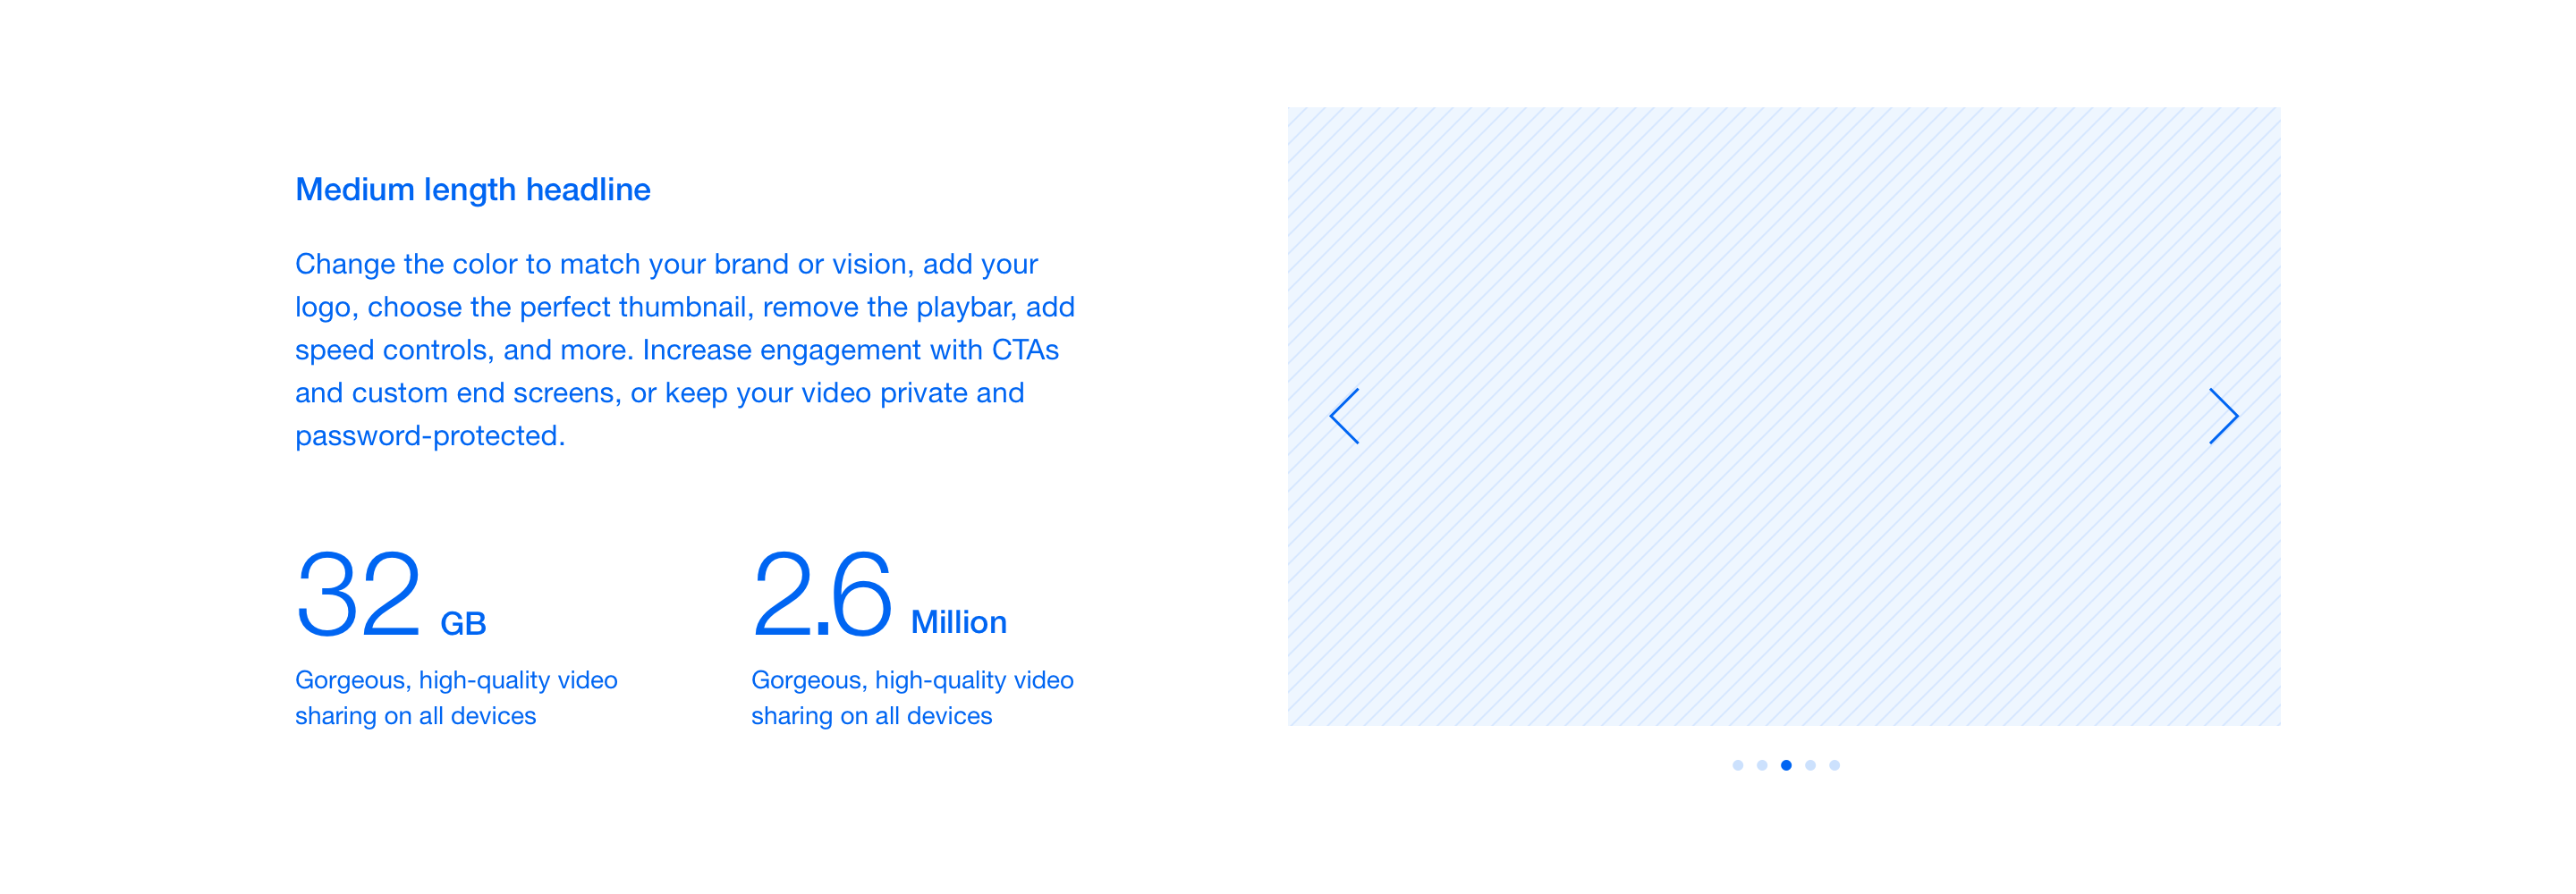 Medium length headline
Change the color to match your brand or vision, add your
logo, choose the perfect thumbnail, remove the playbar, add
speed controls, and more. Increase engagement with CTAs
and custom end screens, or keep your video private and
password-protected.
32 GB
Gorgeous, high-quality video
sharing on all devices
2.6 Million
Gorgeous, high-quality video
sharing on all devices